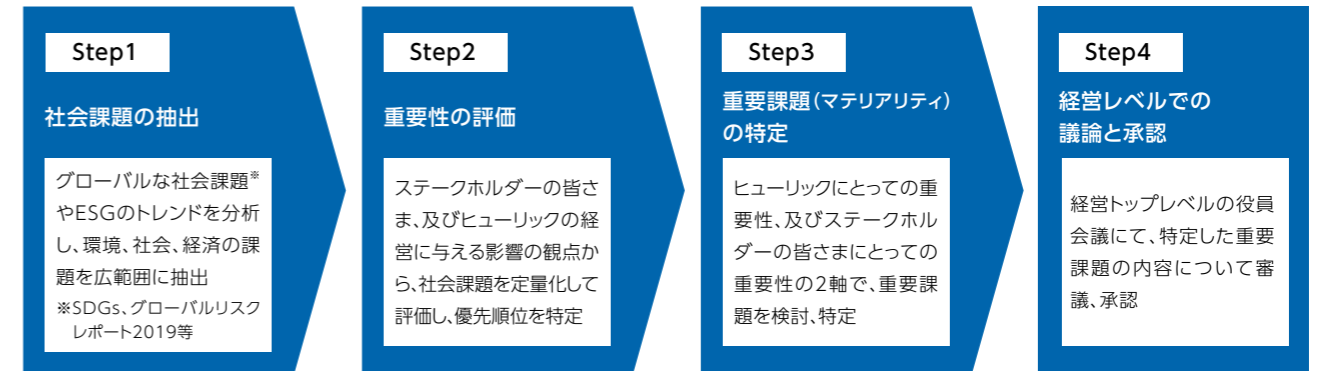 Step1
社会課題の抽出
グローバルな社会課題※
やESGのトレンドを分析
し、環境、社会、経済の課
題を広範囲に抽出
※SDGs、グローバルリスク
レポート2019等
Step2
重要性の評価
ステークホルダーの皆さ
ま、及びヒューリックの経
営に与える影響の観点か
ら、社会課題を定量化して
評価し、優先順位を特定
Step3
重要課題(マテリアリティ)
の特定
ヒューリックにとっての重
要性、及びステークホル
ダーの皆さまにとっての
重要性の2軸で、重要課
題を検討、特定
Step4
経営レベルでの
議論と承認
経営トップレベルの役員
会議にて、特定した重要
課題の内容について審
議、承認